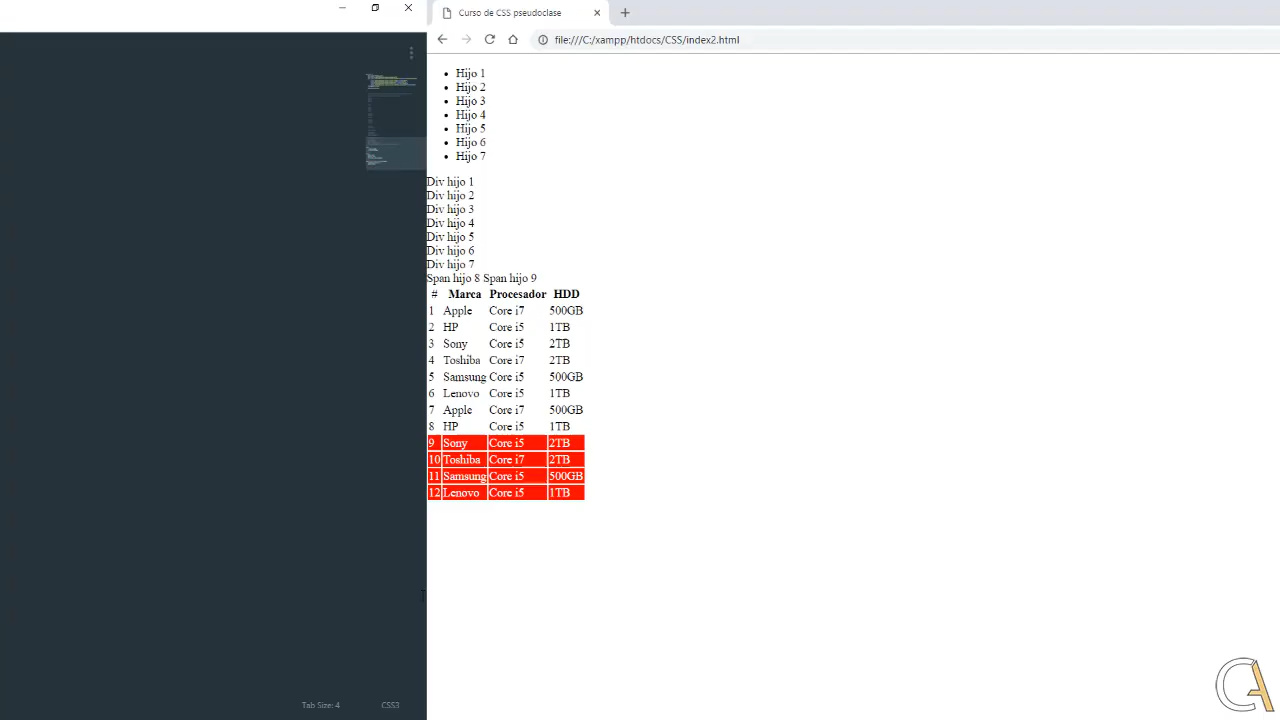 Curso de CSS pseudoclase
file:///C:/xampp/htdocs/CSS/index2.html
Hijo 1
Hijo 2
Hijo 3
Hijo 4
Hijo 5
Hijo 6
Hijo 7
Div hijo 1
Div hijo 2
Div hijo 3
Div hijo 4
Div hijo 5
Div hijo 6
Div hijo 7
Span hijo 8 Span hijo 9
# Marca Procesador HDD
1 Apple Core i7 500GB
2 HP Core i5 1TB
3 Sony Core i5 2TB
4 Toshiba Core i7 2TB
5 Samsung Core i5 500GB
6 Lenovo Core i5 1TB
7 Apple Core i7 500GB
8 HP Core i5 1TB
9 Sony Core i5 2TB
10 Toshiba Core i7 2TB
11 Samsung Core i5 500GB
12 Lenovo Core i5 1TB
Tab Size: 4 CSS3
CA